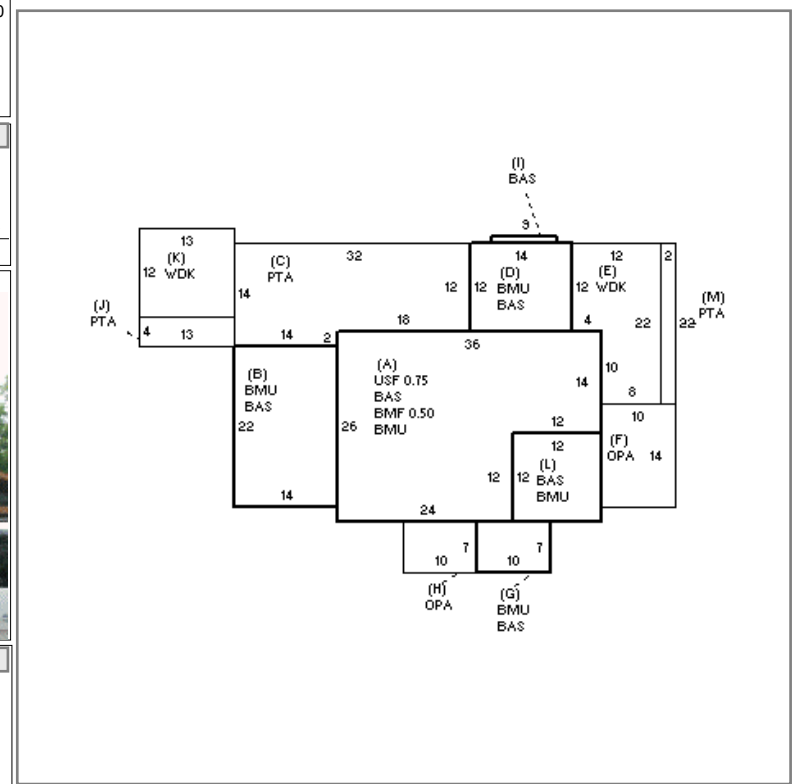 (I)
BAS
9
13
32
14
12
2
(K)
WDK
(C)
PTA
(D)
BMU
BAS
(E)
WDK
12
14
12
12
12
(J)
PTA
(M)
PTA
4
13
18
4
22
22
14
2
36
(B)
BMU
BAS
(A)
USF 0.75
BAS
BMF 0.50
BMU
14
10
8
12
10
22
26
12
(F)
OPA
14
12
12
(L)
BAS
BMU
14
24
7
7
10
10
(H)
OPA
(G)
BMU
BAS